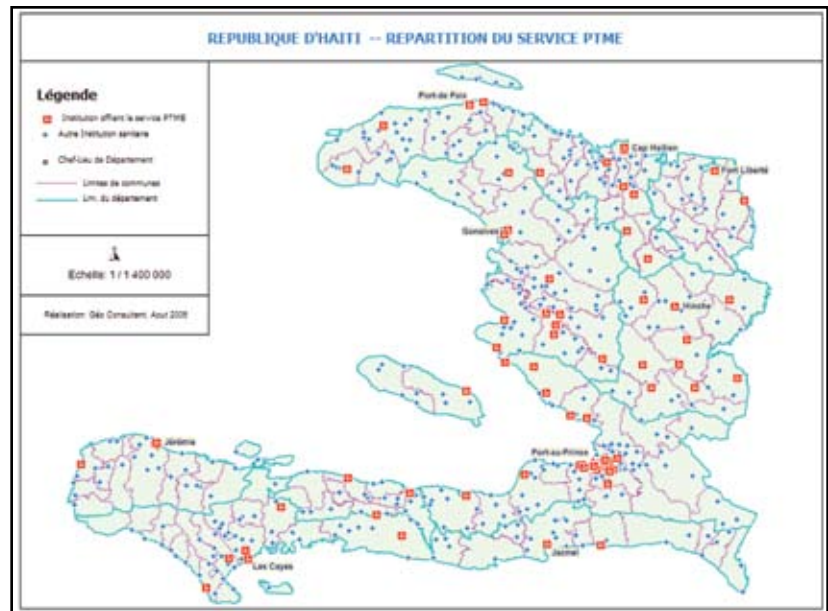 REPUBLIQUE D'HAITI -- REPARTITION DU SERVICE PTME
Légende
Institution offrant le service PTME
Autre Institution sanitaire
Chef-Lieu de Département
Limites de communes
Lim. du département
Echelle: 1 / 1 400 000
Réalisation: Géo Consultant, Aout
Port-de Paix
Cap Haïtien
Fort Liberté
Gonaives
Hinche
Jérémie
Port-au-Prince
Les Cayes
Jacmel